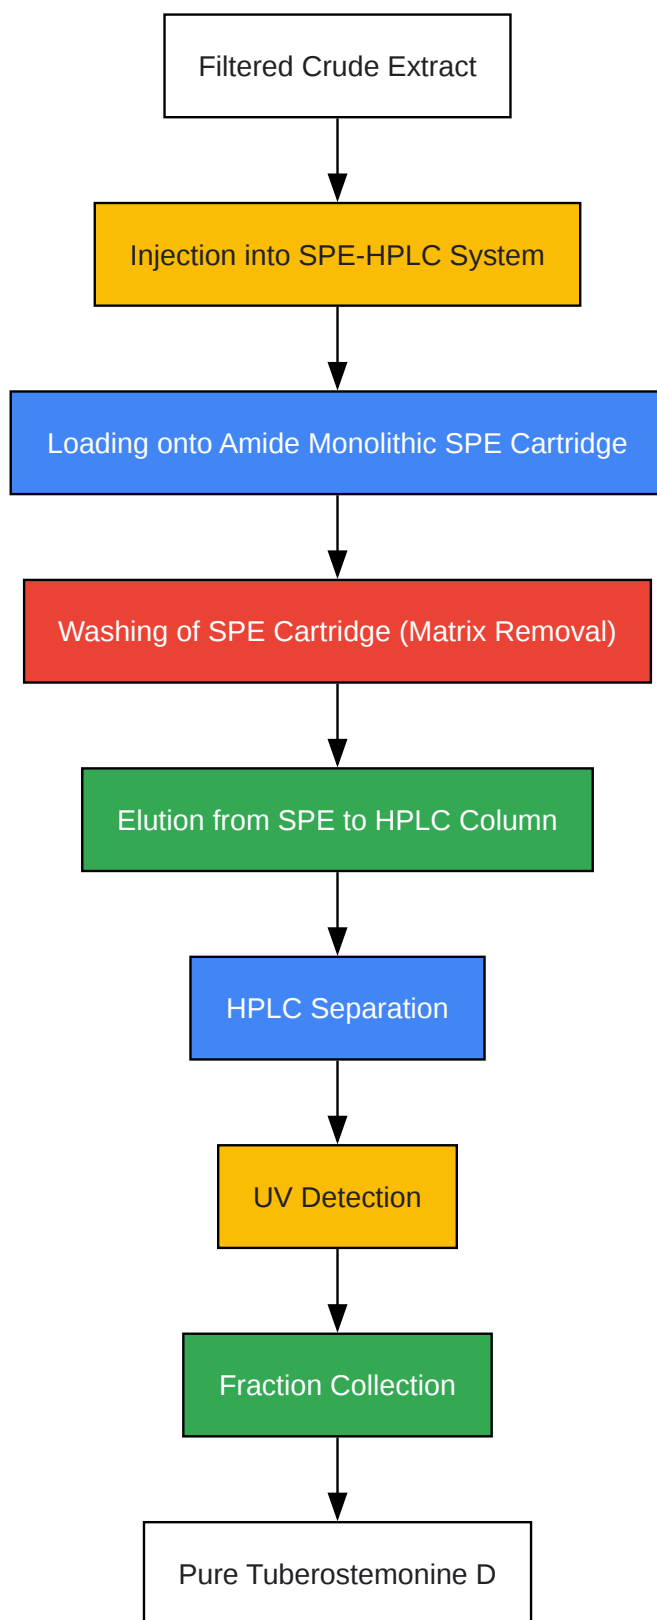 Filtered Crude Extract
Injection into SPE-HPLC System
Loading onto Amide Monolithic SPE Cartridge
Washing of SPE Cartridge (Matrix Removal)
Elution from SPE to HPLC Column
HPLC Separation
UV Detection
Fraction Collection
Pure Tuberostemonine D